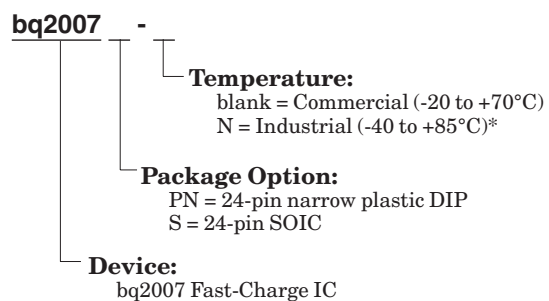 bq2007 -
Temperature:
blank = Commercial (-20 to +70°C)
N = Industrial (-40 to +85°C)*
Package Option:
PN = 24-pin narrow plastic DIP
S = 24-pin SOIC
Device:
bq2007 Fast-Charge IC